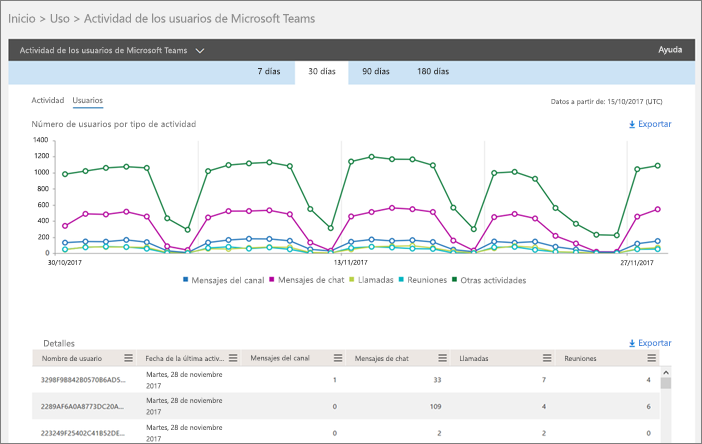 Inicio > Uso > Actividad de los usuarios de Microsoft Teams
Actividad de los usuarios de Microsoft Teams
Ayuda
7 días 30 días 90 días 180 días
Actividad Usuarios
Datos a partir de: 15/10/2017 (UTC)
Número de usuarios por tipo de actividad
Exportar
1400
1200
1000
800
600
400
200
0
30/10/2017 13/11/2017 27/11/2017
Mensajes del canal Mensajes de chat Llamadas Reuniones Otras actividades
Detalles
Exportar
Nombre de usuario Fecha de la última activ... Mensajes del canal Mensajes de chat Llamadas Reuniones
3298F9B842B0570B6AD5... Martes, 28 de noviembre 2017 1 33 7 4
2289AF6A0A8773DC20A... Martes, 28 de noviembre 2017 0 109 4 6
223249F25402C41B52DE... Martes, 28 de noviembre 2017 0 2 2 0